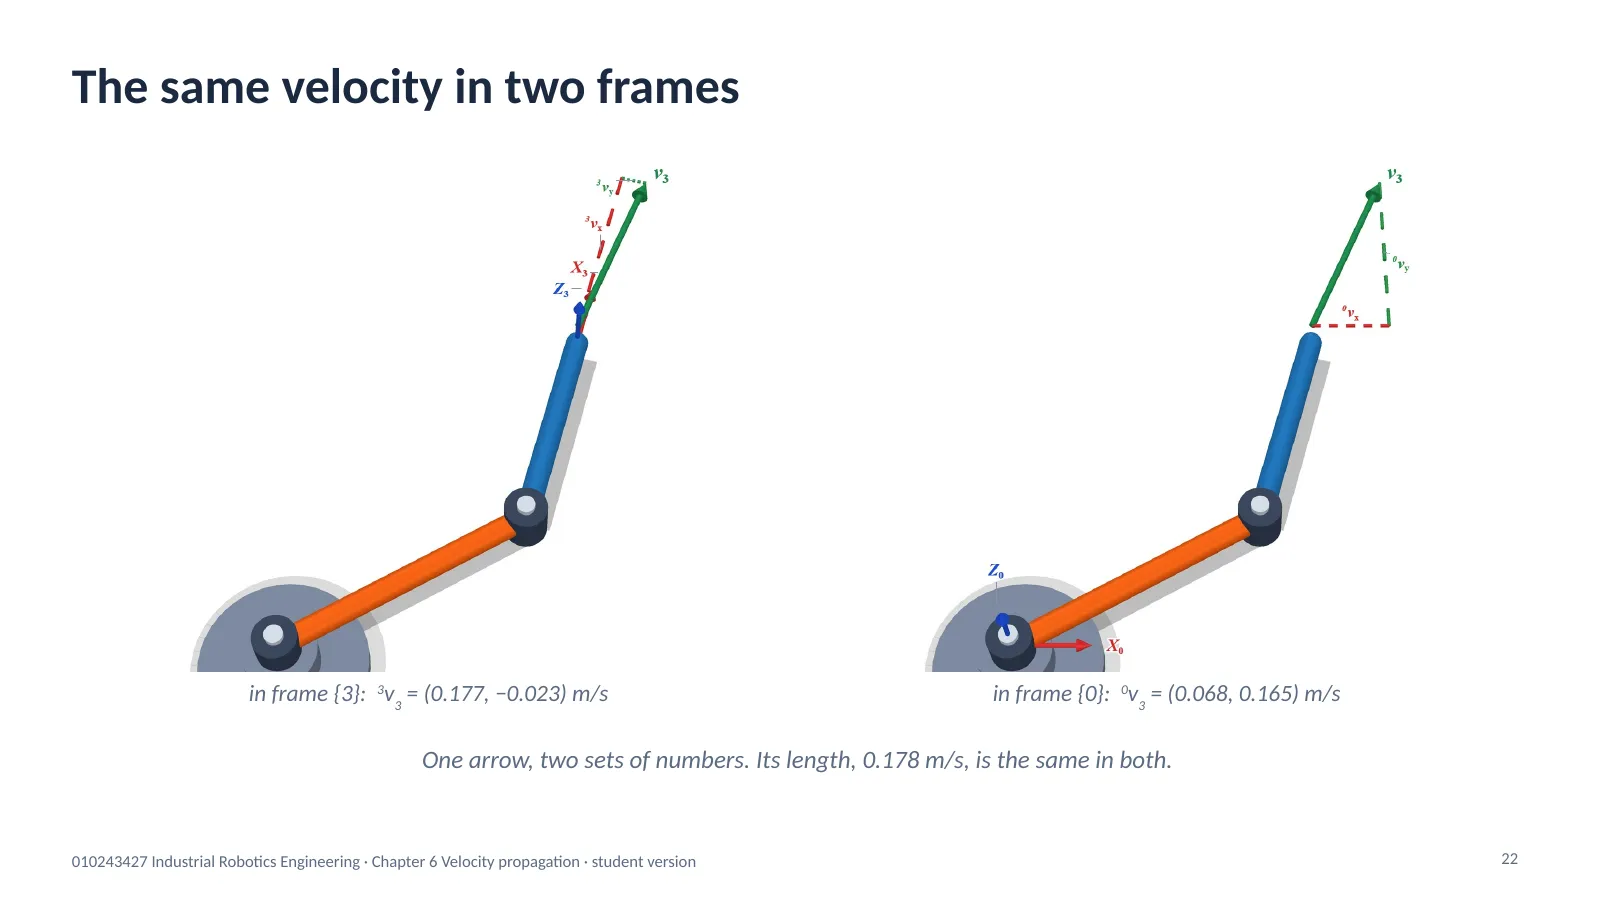 The same velocity in two frames
v₃
³vᵧ
³vₓ
X₃
Z₃
v₃
⁰vᵧ
⁰vₓ
Z₀
X₀
in frame {3}: ³v₃ = (0.177, −0.023) m/s
in frame {0}: ⁰v₃ = (0.068, 0.165) m/s
One arrow, two sets of numbers. Its length, 0.178 m/s, is the same in both.
010243427 Industrial Robotics Engineering · Chapter 6 Velocity propagation · student version
22